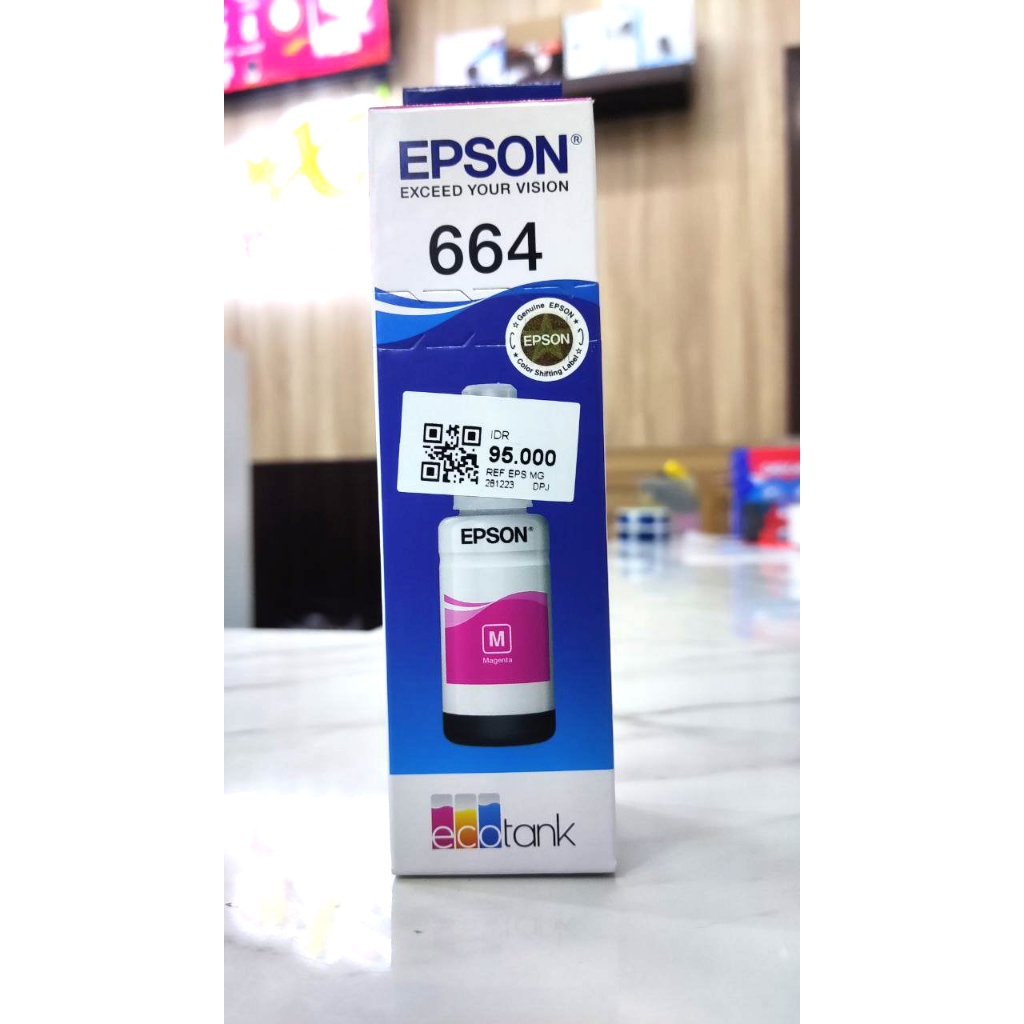 EPSON®
EXCEED YOUR VISION
664
Genuine EPSON
EPSON
Color Shifting Label
IDR
95.000
REF EPS MG
281223 DPJ
EPSON®
M
Magenta
ecotank